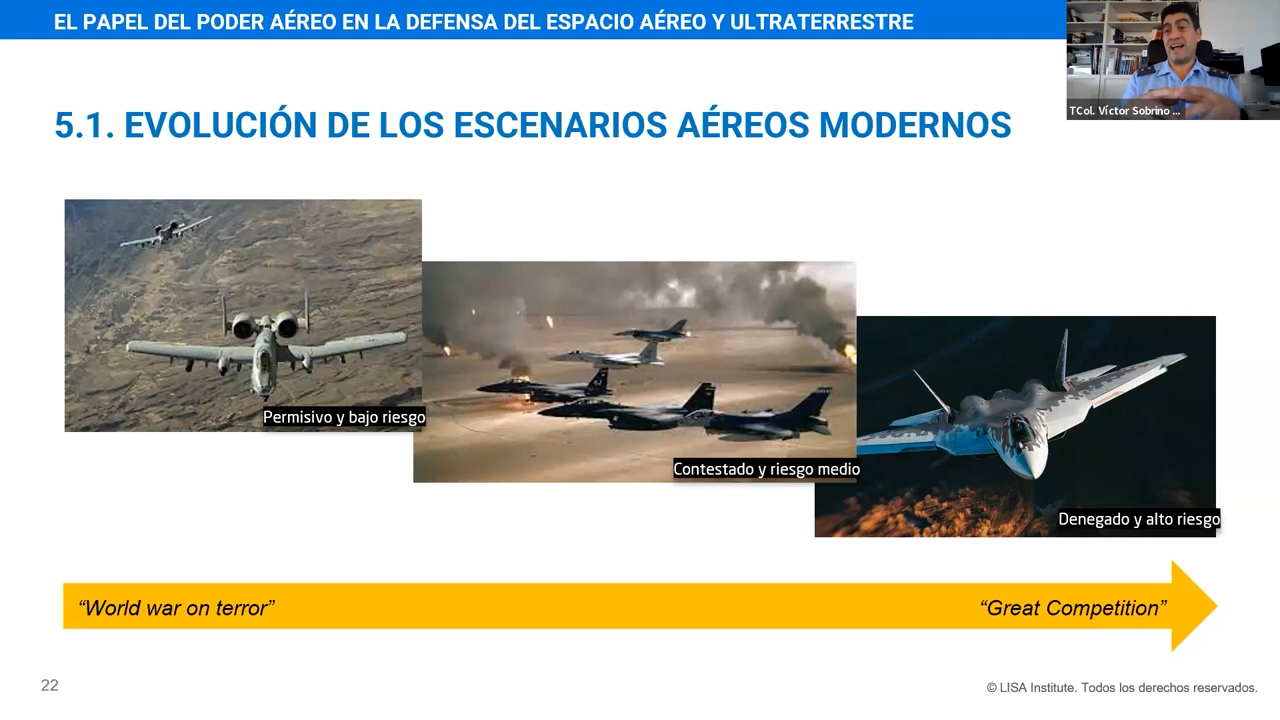 EL PAPEL DEL PODER AÉREO EN LA DEFENSA DEL ESPACIO AÉREO Y ULTRATERRESTRE
TCol. Víctor Sobrino ...
5.1. EVOLUCIÓN DE LOS ESCENARIOS AÉREOS MODERNOS
Permisivo y bajo riesgo
Contestado y riesgo medio
Denegado y alto riesgo
“World war on terror”
“Great Competition”
22
© LISA Institute. Todos los derechos reservados.